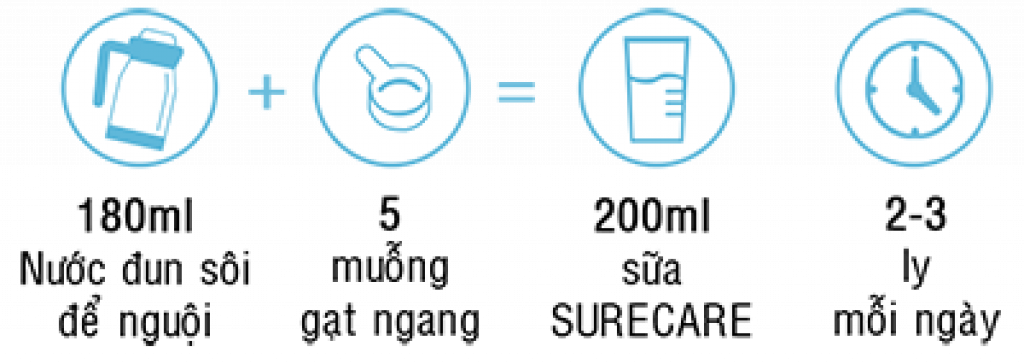 180ml
Nước đun sôi
để nguội
+
5
muỗng
gạt ngang
=
200ml
sữa
SURECARE
2-3
ly
mỗi ngày